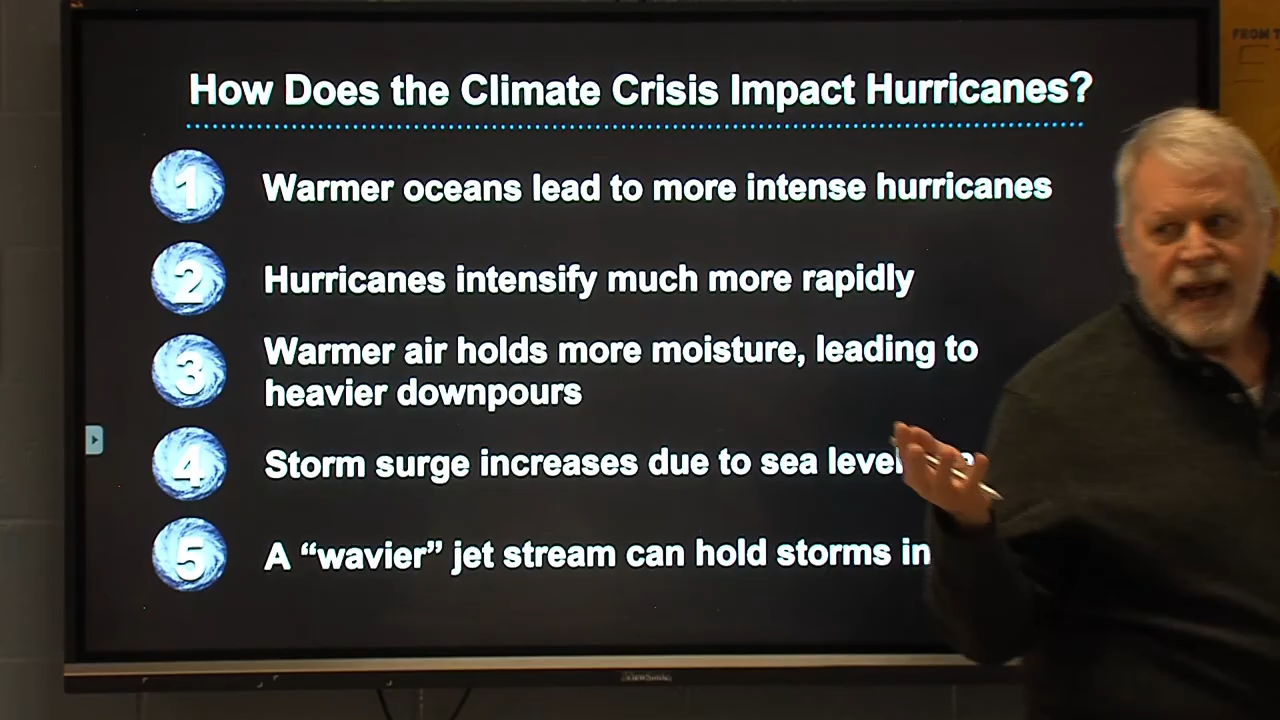 How Does the Climate Crisis Impact Hurricanes?
1 Warmer oceans lead to more intense hurricanes
2 Hurricanes intensify much more rapidly
3 Warmer air holds more moisture, leading to
heavier downpours
4 Storm surge increases due to sea level
5 A “wavier” jet stream can hold storms in
ViewSonic
FROM T